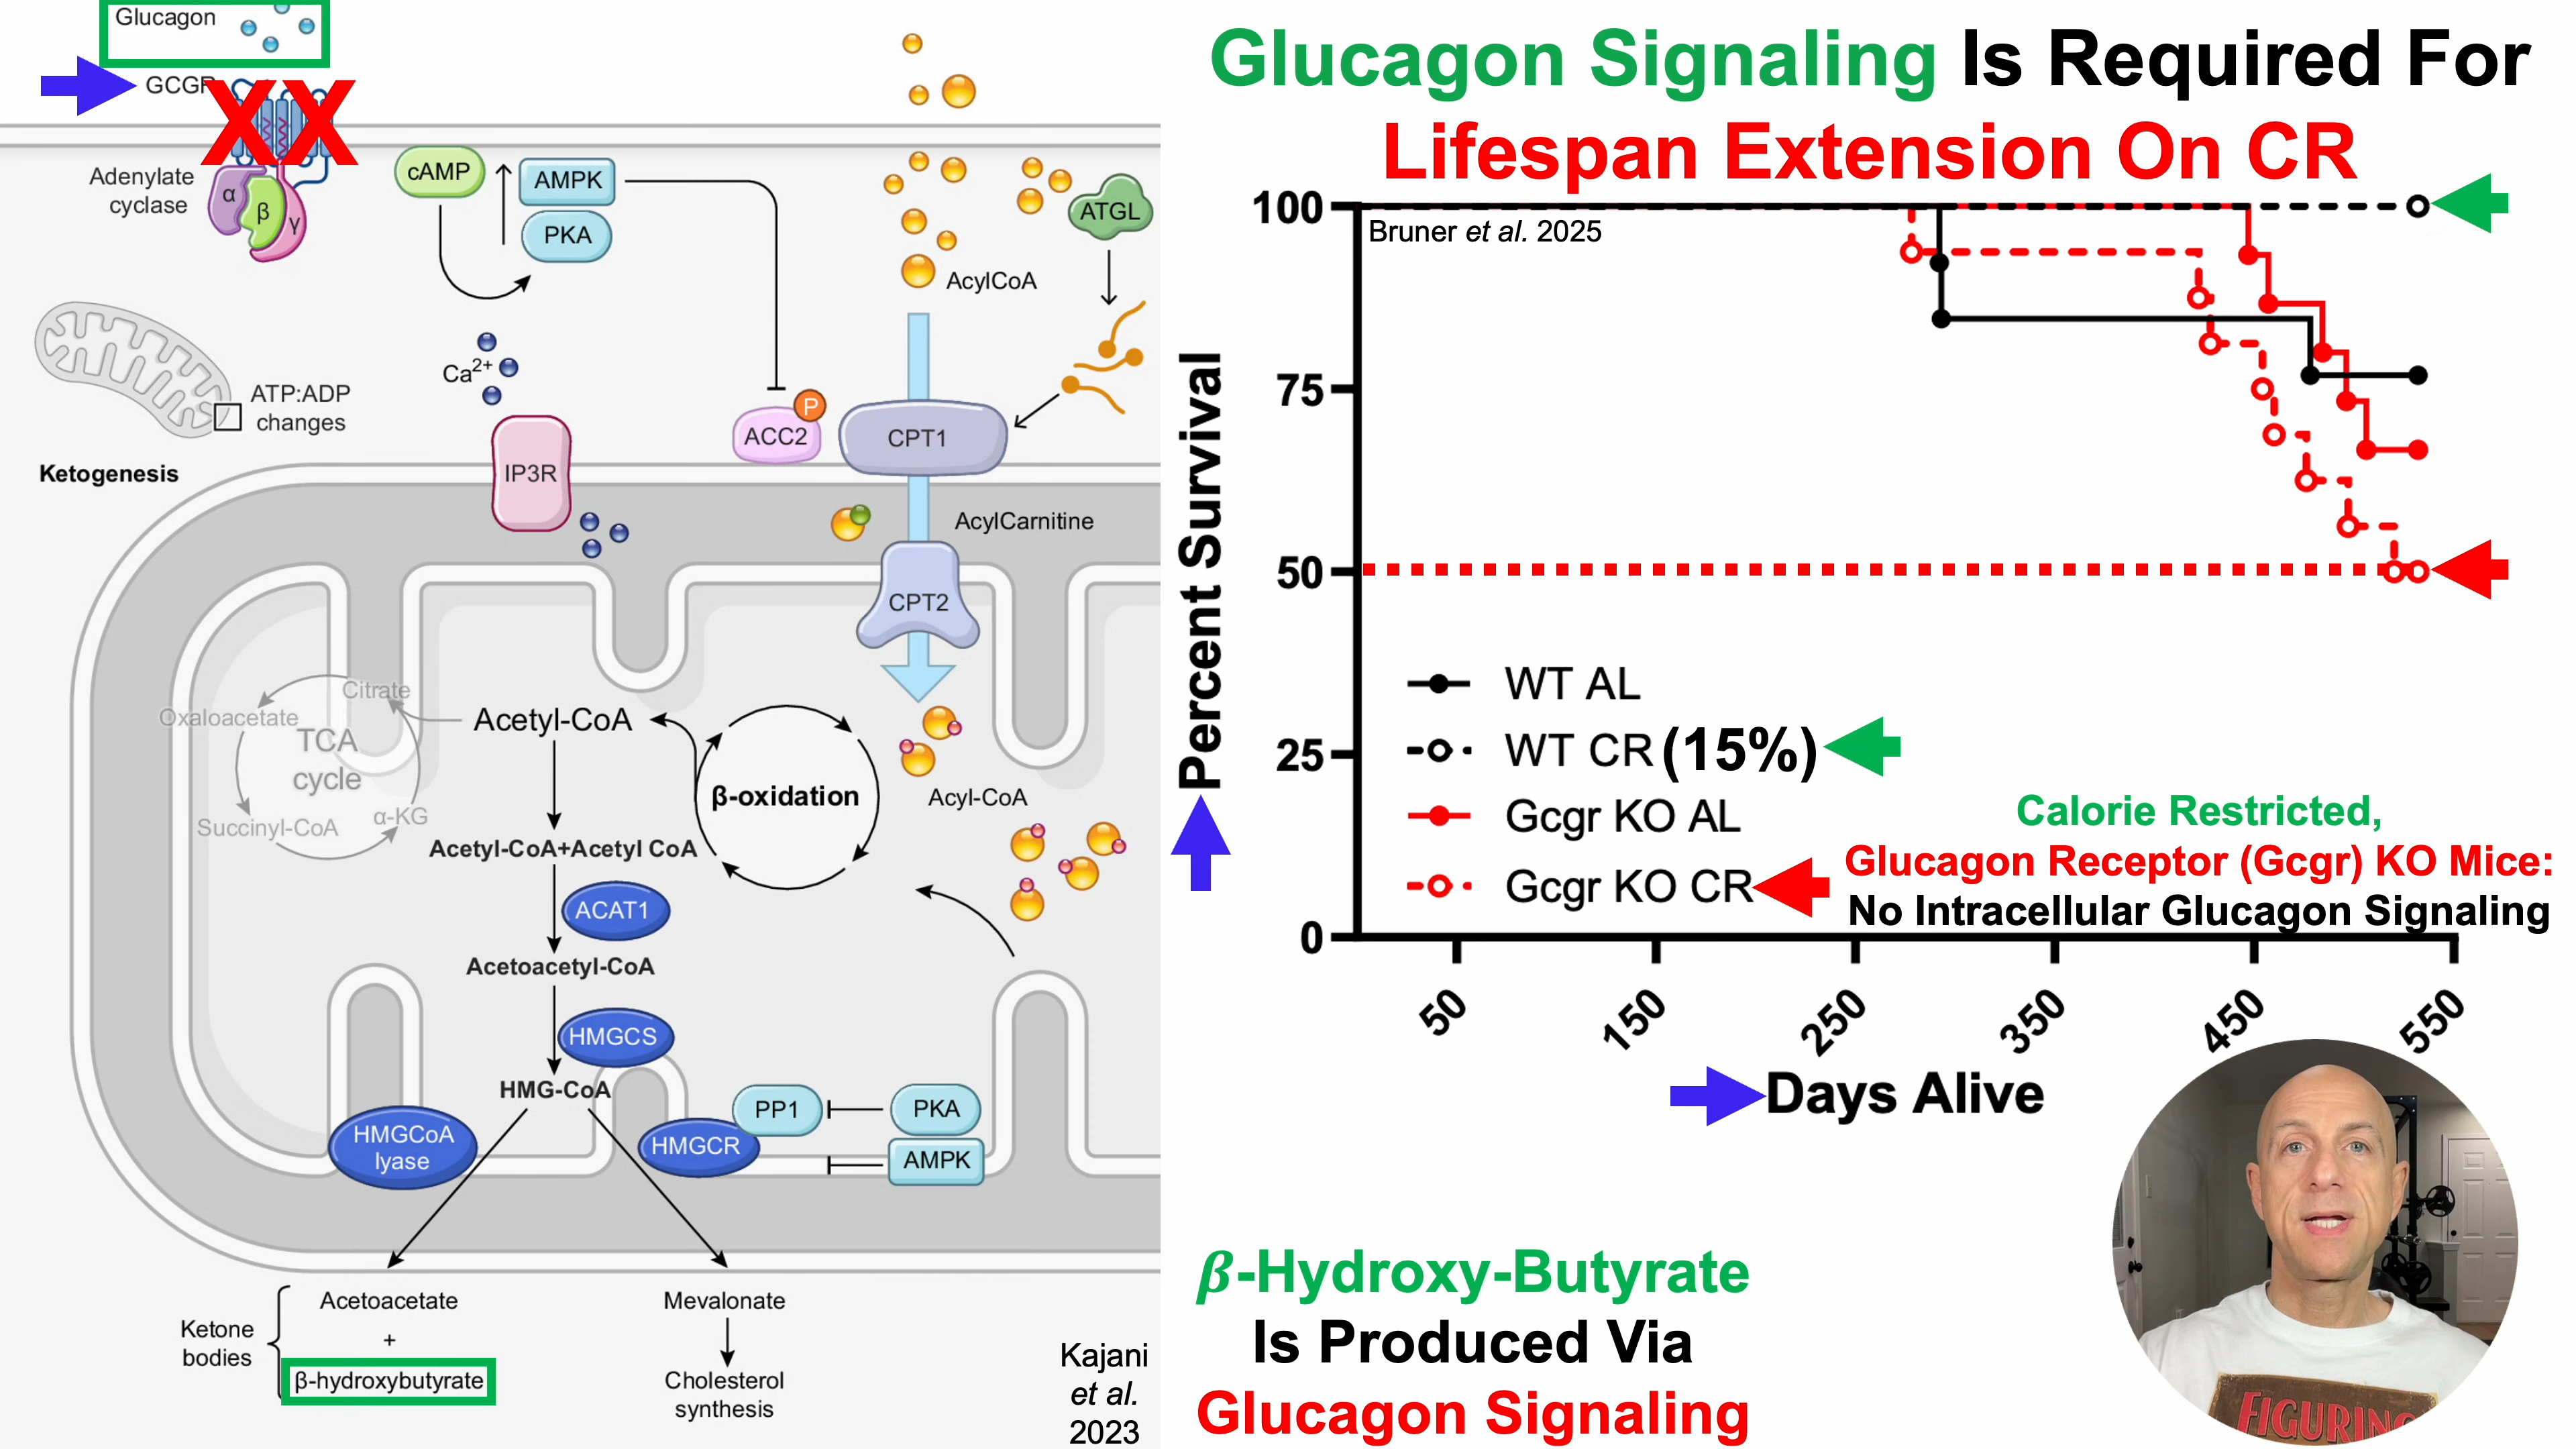 Glucagon
GCGR
XX
Adenylate
cyclase
α
β
γ
cAMP
AMPK
PKA
ATGL
AcylCoA
Ca2+
ATP:ADP
changes
P
ACC2
CPT1
Ketogenesis
IP3R
AcylCarnitine
CPT2
Citrate
Oxaloacetate
TCA
cycle
Succinyl-CoA
α-KG
Acetyl-CoA
β-oxidation
Acyl-CoA
Acetyl-CoA+Acetyl CoA
ACAT1
Acetoacetyl-CoA
HMGCS
HMG-CoA
HMGCoA
lyase
HMGCR
PP1
PKA
AMPK
Ketone
bodies
Acetoacetate
+
β-hydroxybutyrate
Mevalonate
Cholesterol
synthesis
Kajani
et al.
2023
Glucagon Signaling Is Required For
Lifespan Extension On CR
Bruner et al. 2025
Percent Survival
100
75
50
25
0
WT AL
WT CR (15%)
Gcgr KO AL
Gcgr KO CR
Calorie Restricted,
Glucagon Receptor (Gcgr) KO Mice:
No Intracellular Glucagon Signaling
50
150
250
350
450
550
Days Alive
β-Hydroxy-Butyrate
Is Produced Via
Glucagon Signaling